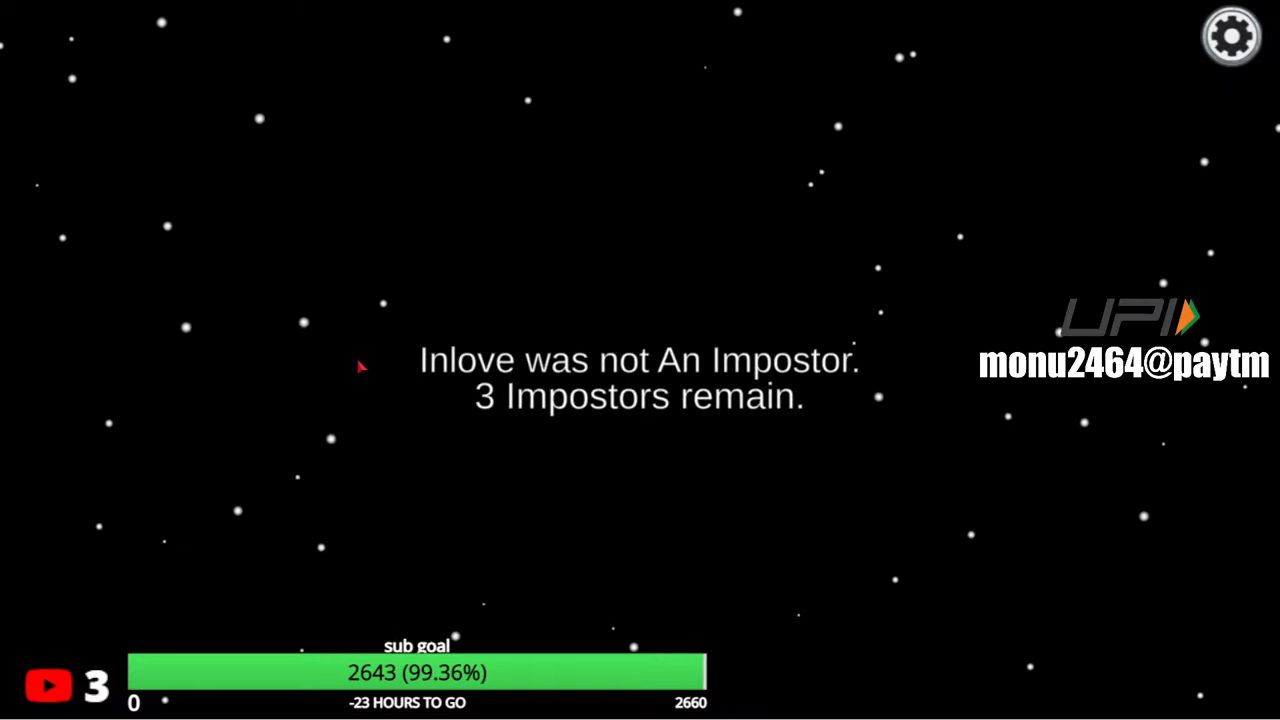 UPI
monu2464@paytm
Inlove was not An Impostor.
3 Impostors remain.
sub goal
3
2643 (99.36%)
0
-23 HOURS TO GO
2660